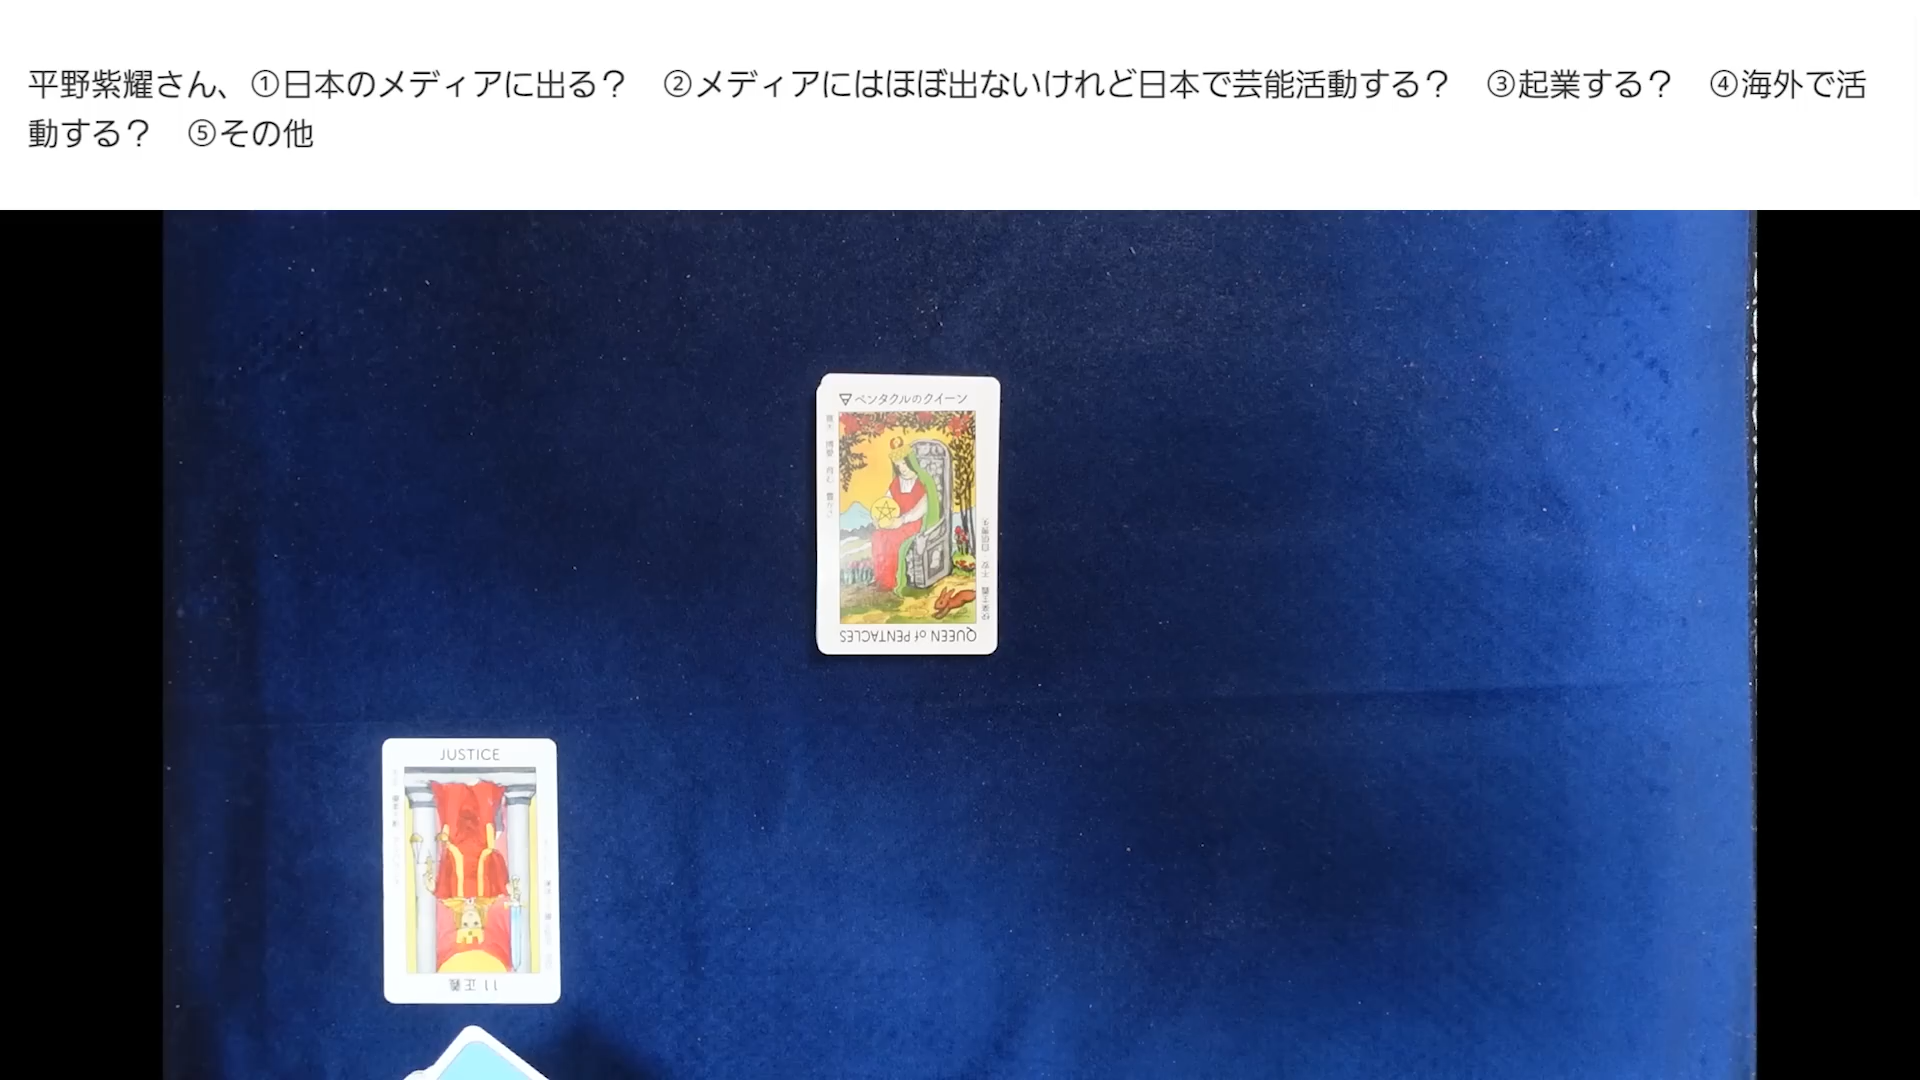 平野紫耀さん、①日本のメディアに出る？　②メディアにはほぼ出ないけれど日本で芸能活動する？　③起業する？　④海外で活
動する？　⑤その他
ペンタクルのクイーン
QUEEN of PENTACLES
JUSTICE
11 正義